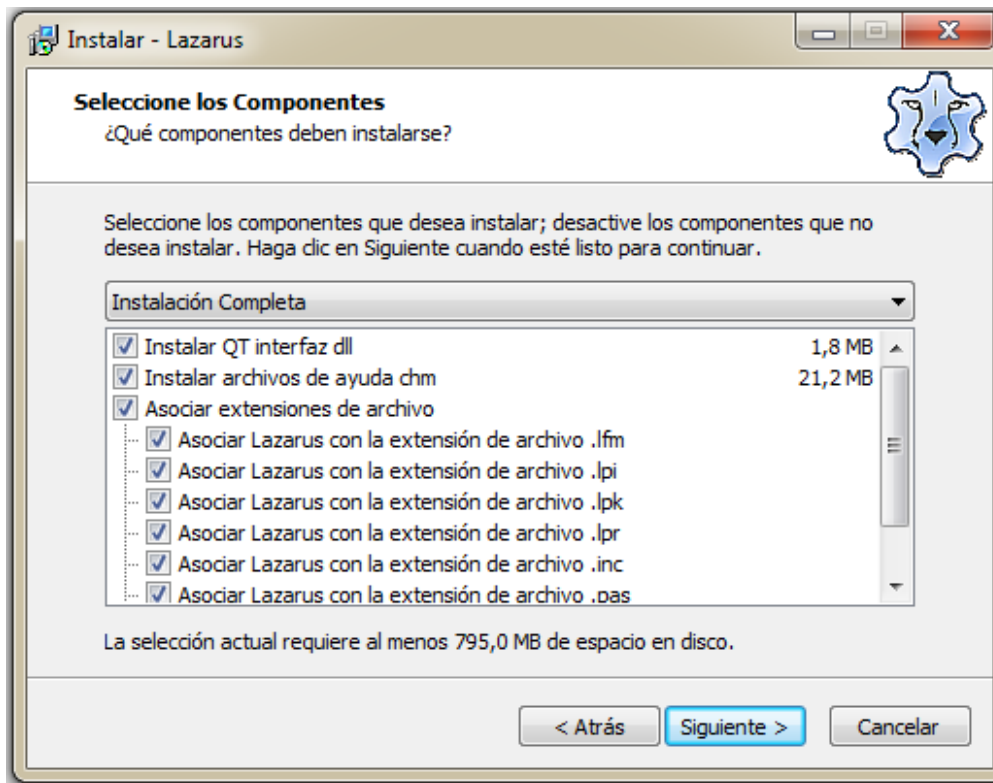 Instalar - Lazarus
Seleccione los Componentes
¿Qué componentes deben instalarse?
Seleccione los componentes que desea instalar; desactive los componentes que no
desea instalar. Haga clic en Siguiente cuando esté listo para continuar.
Instalación Completa
Instalar QT interfaz dll 1,8 MB
Instalar archivos de ayuda chm 21,2 MB
Asociar extensiones de archivo
Asociar Lazarus con la extensión de archivo .lfm
Asociar Lazarus con la extensión de archivo .lpi
Asociar Lazarus con la extensión de archivo .lpk
Asociar Lazarus con la extensión de archivo .lpr
Asociar Lazarus con la extensión de archivo .inc
Asociar Lazarus con la extensión de archivo .pas
La selección actual requiere al menos 795,0 MB de espacio en disco.
< Atrás Siguiente > Cancelar